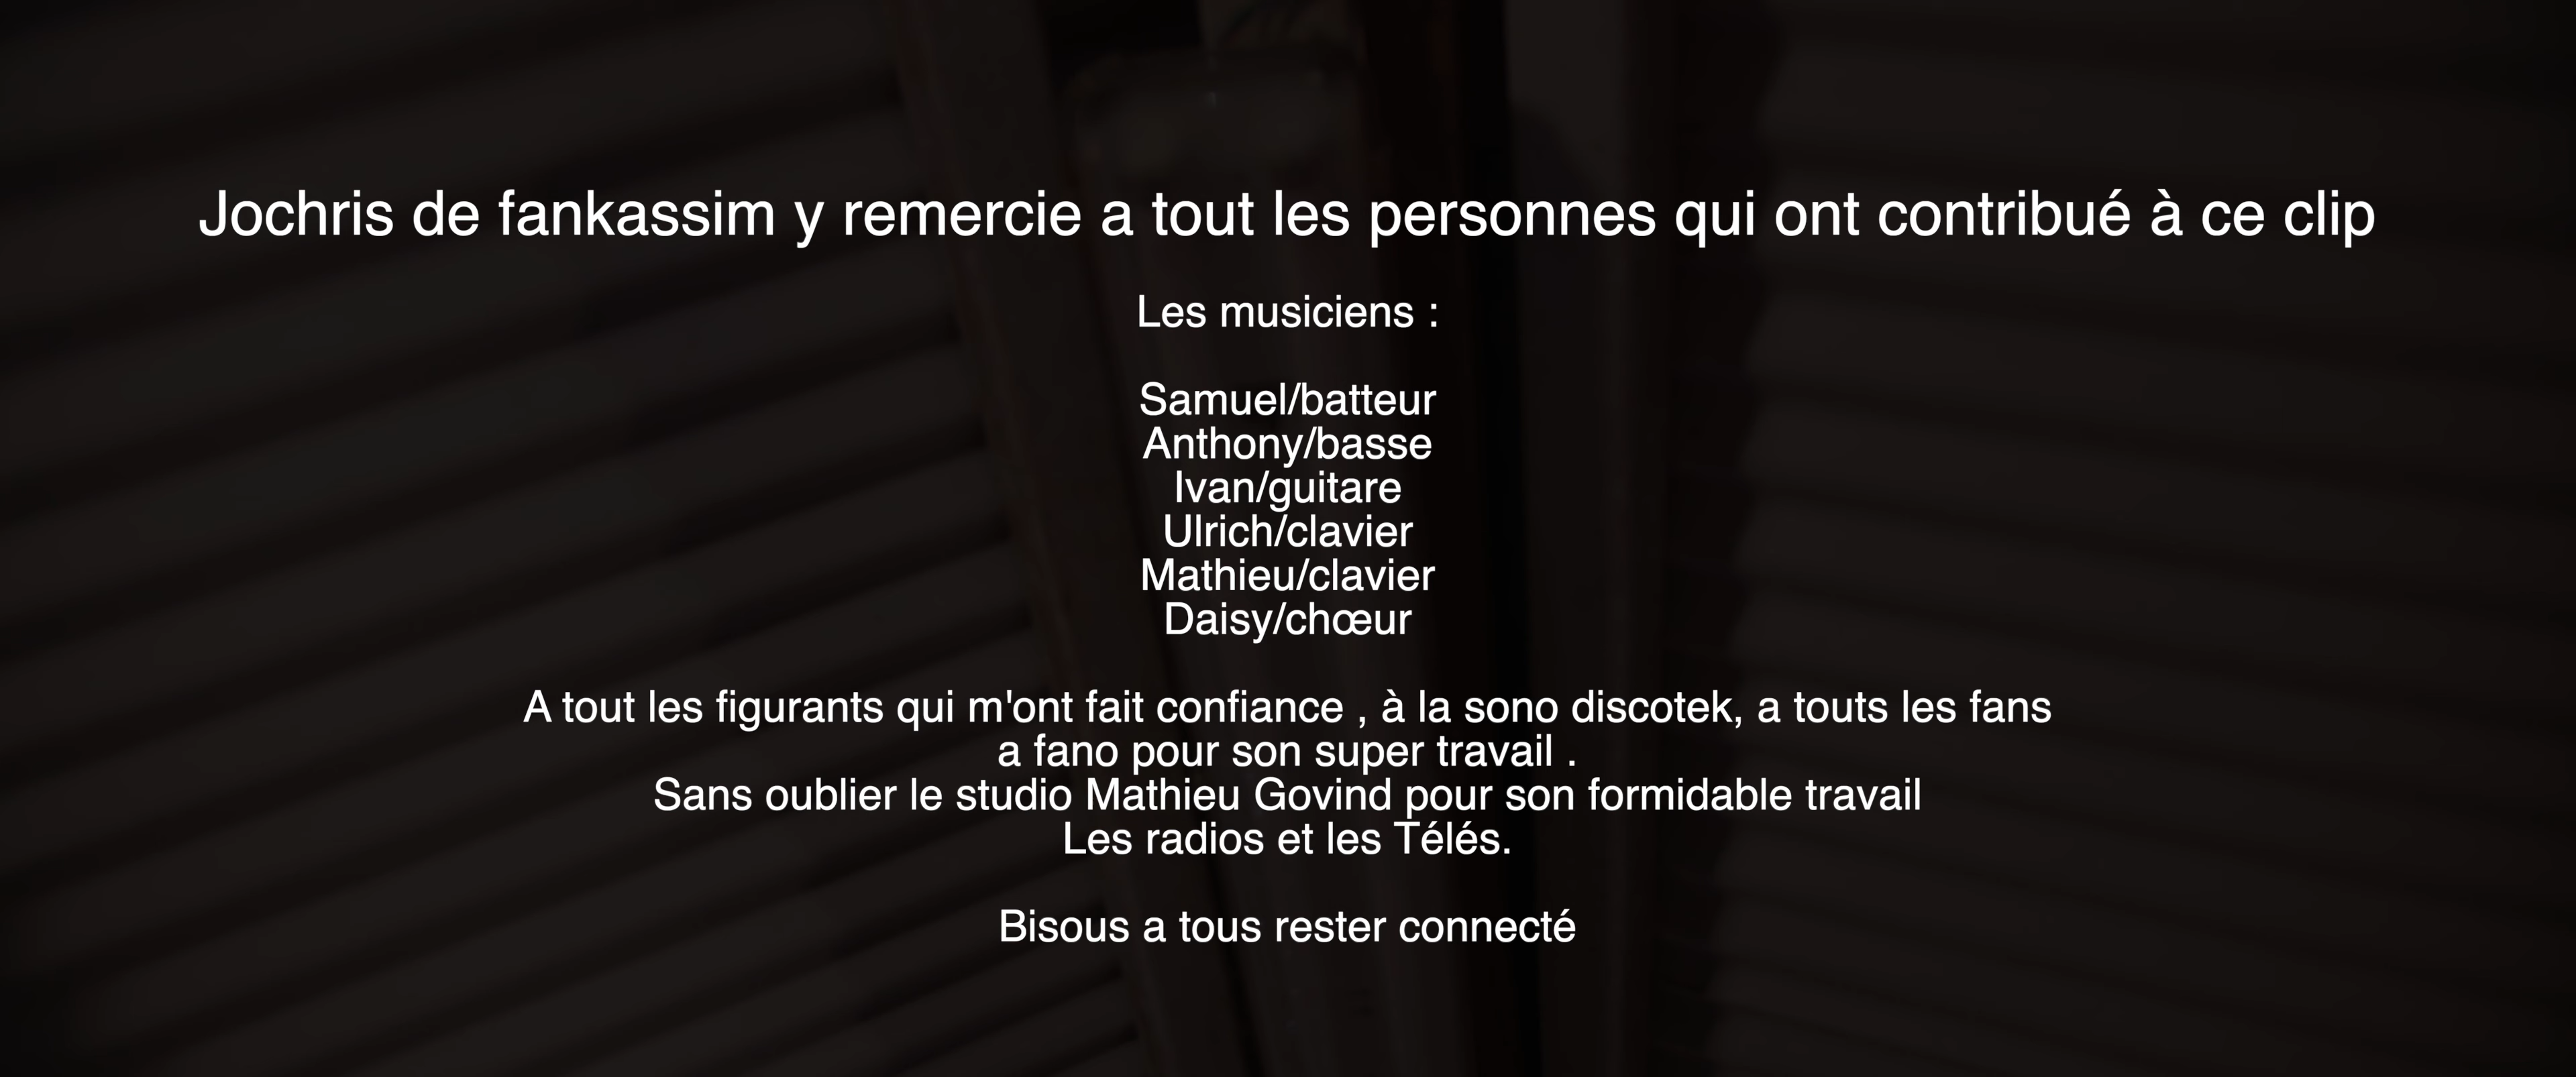 Jochris de fankassim y remercie a tout les personnes qui ont contribué à ce clip
Les musiciens :
Samuel/batteur
Anthony/basse
Ivan/guitare
Ulrich/clavier
Mathieu/clavier
Daisy/chœur
A tout les figurants qui m'ont fait confiance , à la sono discotek, a touts les fans
a fano pour son super travail .
Sans oublier le studio Mathieu Govind pour son formidable travail
Les radios et les Télés.
Bisous a tous rester connecté